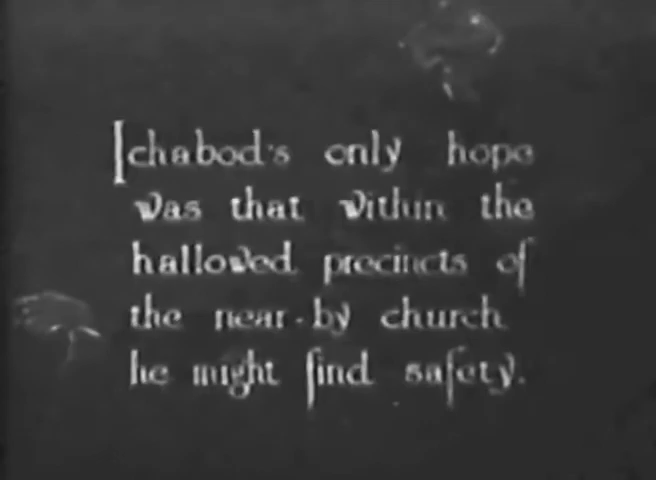 Ichabod's only hope
was that within the
hallowed precincts of
the near-by church
he might find safety.